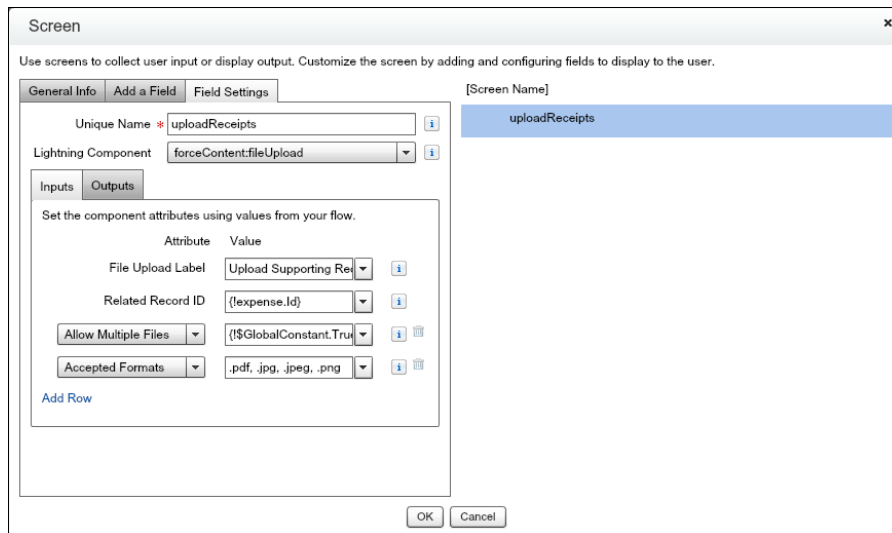 Screen
×
Use screens to collect user input or display output. Customize the screen by adding and configuring fields to display to the user.
General Info Add a Field Field Settings
[Screen Name]
Unique Name * uploadReceipts i
uploadReceipts
Lightning Component forceContent:fileUpload i
Inputs Outputs
Set the component attributes using values from your flow.
Attribute Value
File Upload Label Upload Supporting Re i
Related Record ID {!expense.Id} i
Allow Multiple Files {!$GlobalConstant.Tru i
Accepted Formats .pdf, .jpg, .jpeg, .png i
Add Row
OK Cancel